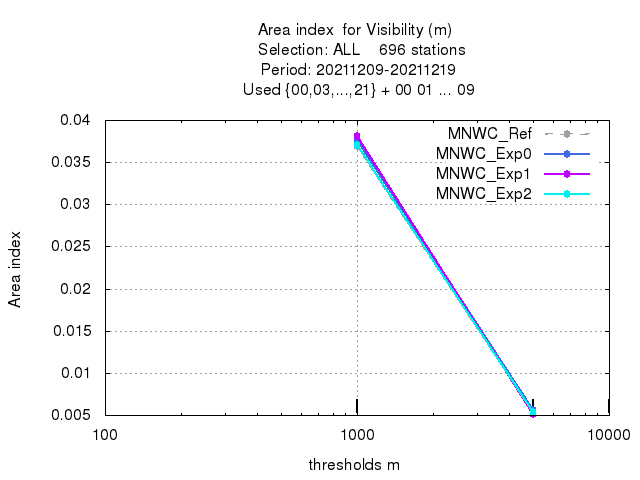 Area index  for Visibility (m)
Selection: ALL    696 stations
Period: 20211209-20211219
Used {00,03,...,21} + 00 01 ... 09
0.04
0.035
0.03
0.025
0.02
0.015
0.01
0.005
Area index
MNWC_Ref
MNWC_Exp0
MNWC_Exp1
MNWC_Exp2
100
1000
10000
thresholds m